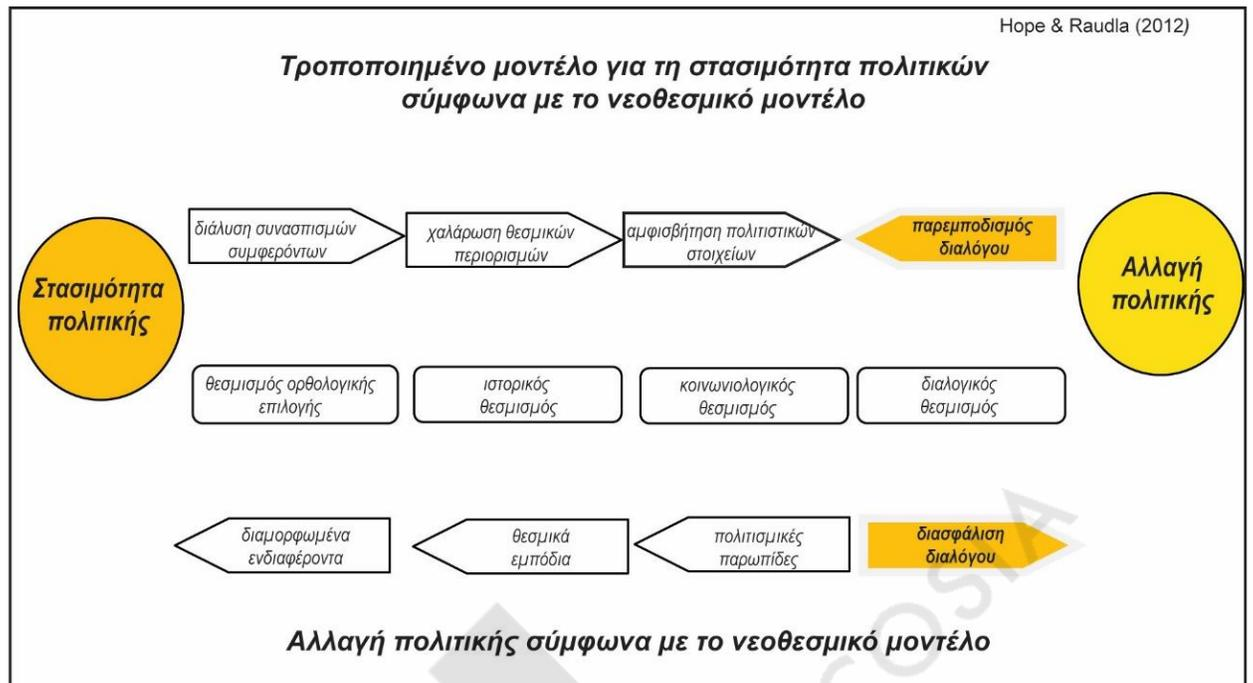 Hope & Raudla (2012)
Τροποποιημένο μοντέλο για τη στασιμότητα πολιτικών
σύμφωνα με το νεοθεσμικό μοντέλο
Στασιμότητα
πολιτικής
διάλυση συνασπισμών
συμφερόντων
χαλάρωση θεσμικών
περιορισμών
αμφισβήτηση πολιτιστικών
στοιχείων
παρεμποδισμός
διαλόγου
Αλλαγή
πολιτικής
θεσμισμός ορθολογικής
επιλογής
ιστορικός
θεσμισμός
κοινωνιολογικός
θεσμισμός
διαλογικός
θεσμισμός
διαμορφωμένα
ενδιαφέροντα
θεσμικά
εμπόδια
πολιτισμικές
παρωπίδες
διασφάλιση
διαλόγου
Αλλαγή πολιτικής σύμφωνα με το νεοθεσμικό μοντέλο